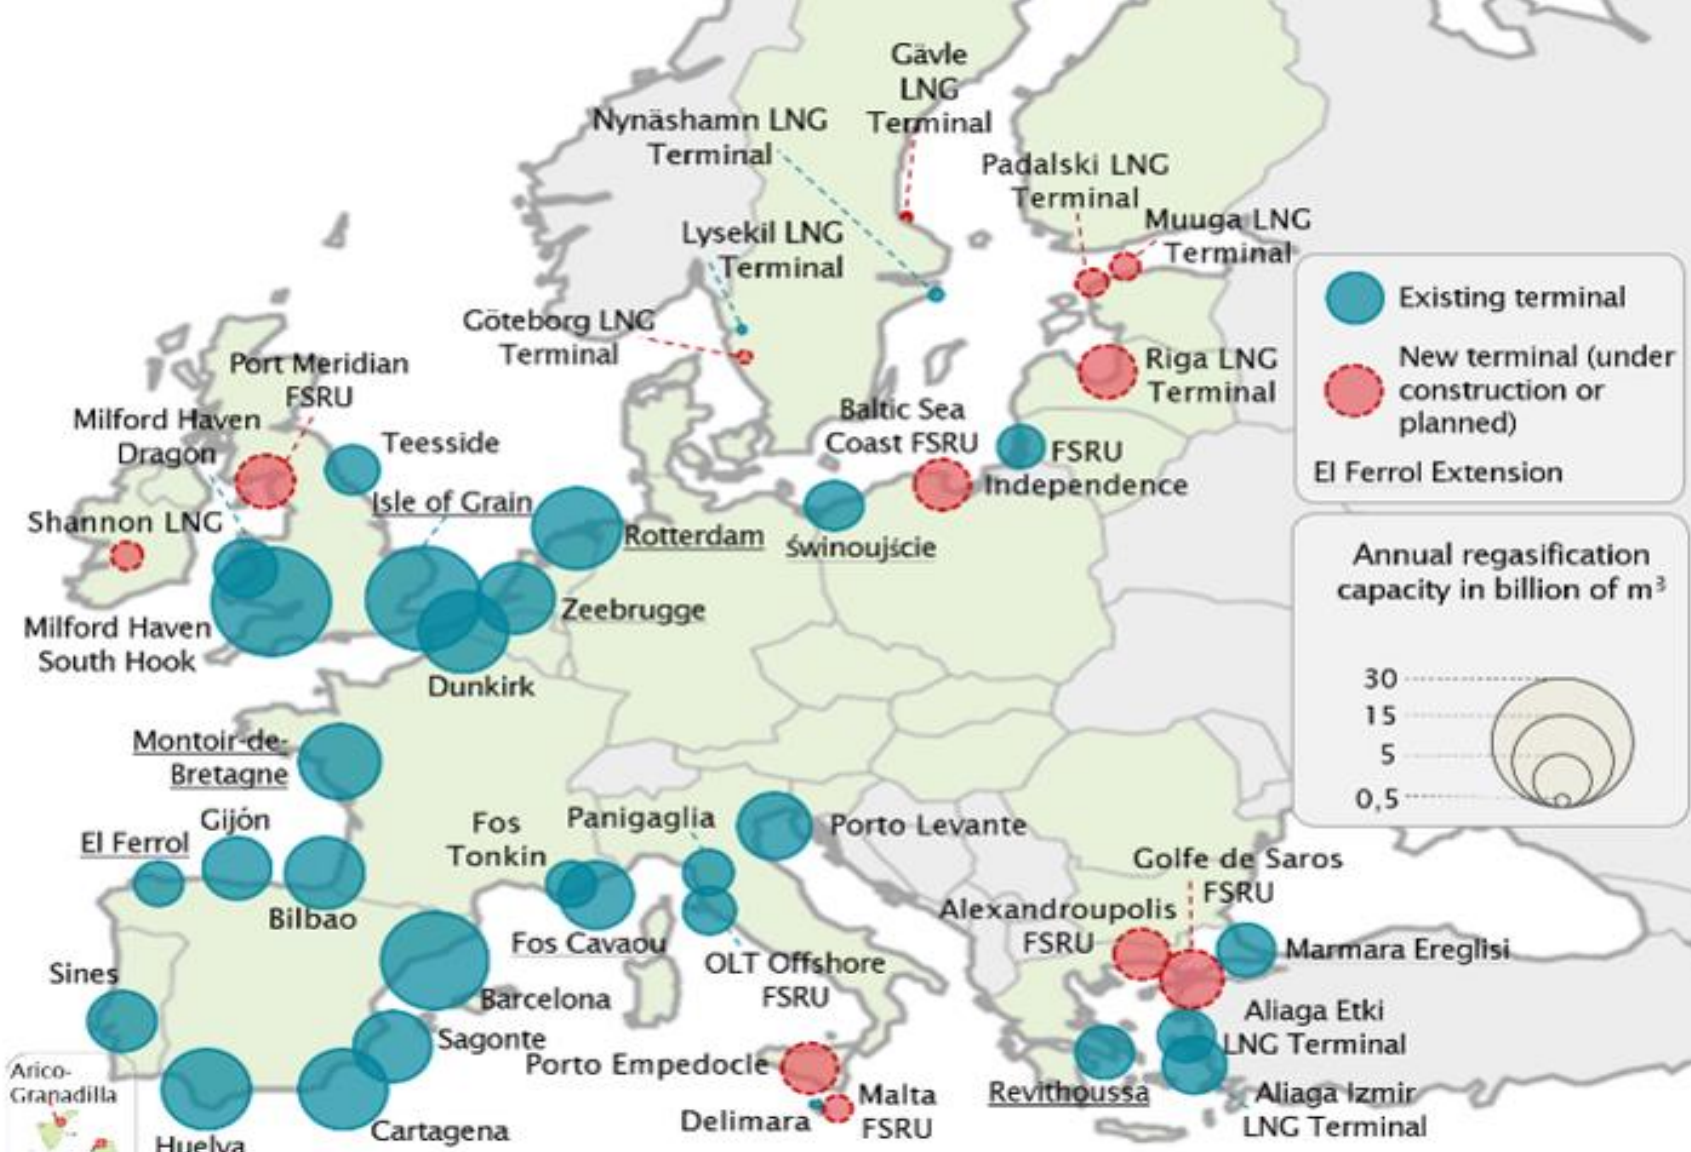 Gävle
LNG
Terminal
Nynäshamn LNG
Terminal
Padalski LNG
Terminal
Muuga LNG
Terminal
Lysekil LNG
Terminal
Göteborg LNG
Terminal
Existing terminal
New terminal (under
construction or
planned)
El Ferrol Extension
Port Meridian
FSRU
Riga LNG
Terminal
Milford Haven
Dragon
Teesside
Baltic Sea
Coast FSRU
FSRU
Independence
Isle of Grain
Shannon LNG
Rotterdam
Świnoujście
Annual regasification
capacity in billion of m³
30
15
5
0,5
Zeebrugge
Milford Haven
South Hook
Dunkirk
Montoir-de-
Bretagne
Gijón
El Ferrol
Bilbao
Fos
Tonkin
Panigaglia
Porto Levante
Fos Cavaou
OLT Offshore
FSRU
Golfe de Saros
FSRU
Alexandroupolis
FSRU
Marmara Ereglisi
Sines
Barcelona
Sagonte
Aliaga Etki
LNG Terminal
Porto Empedocle
Arico-
Granadilla
Malta
FSRU
Delimara
Revithoussa
Aliaga Izmir
LNG Terminal
Cartagena
Huelva